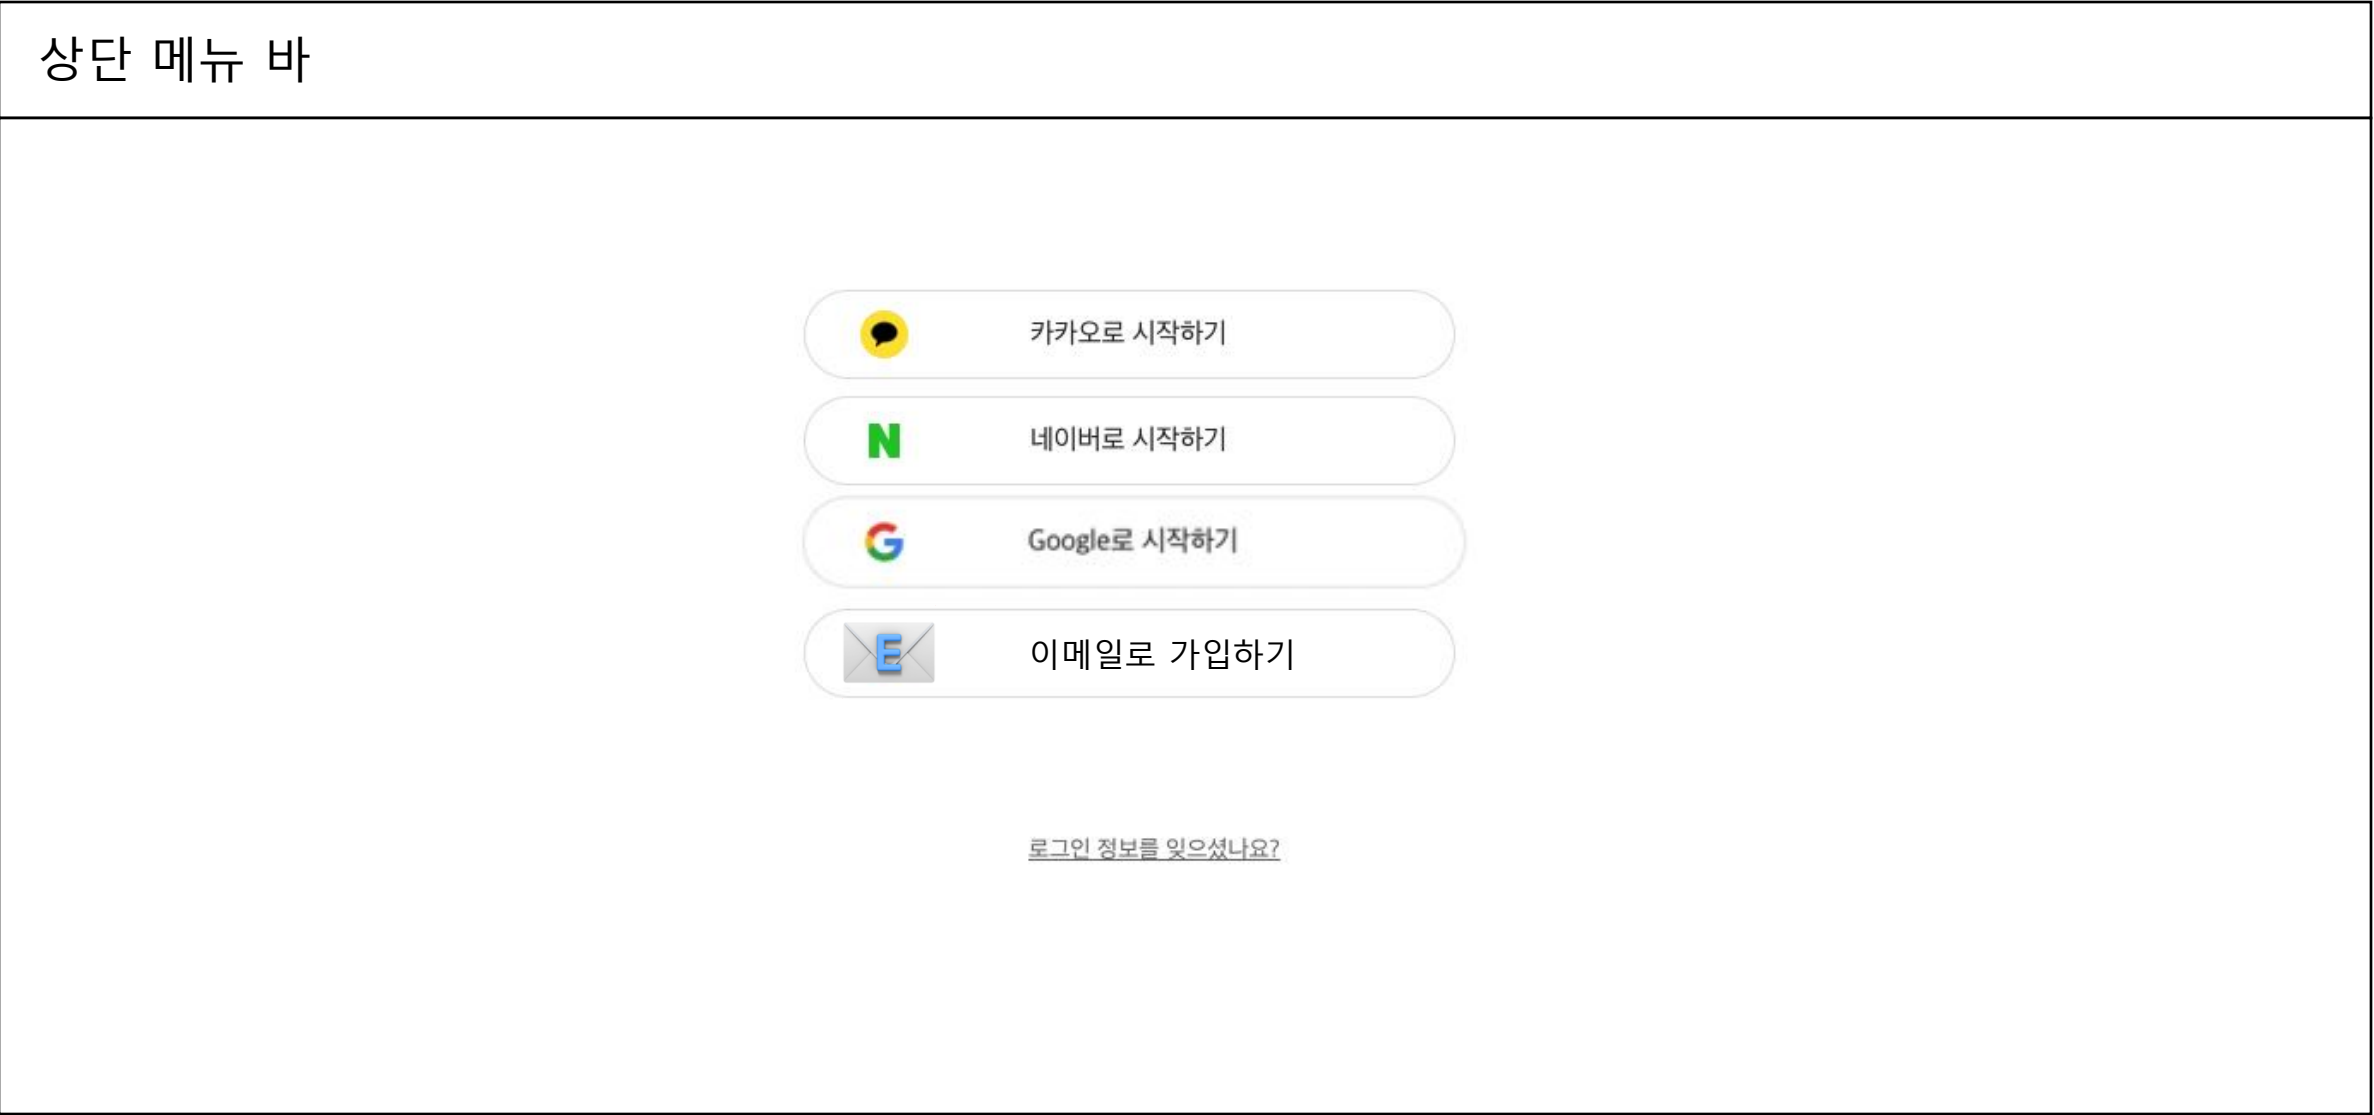 상단 메뉴 바
카카오로 시작하기
N
네이버로 시작하기
G
Google로 시작하기
E
이메일로 가입하기
로그인 정보를 잊으셨나요?